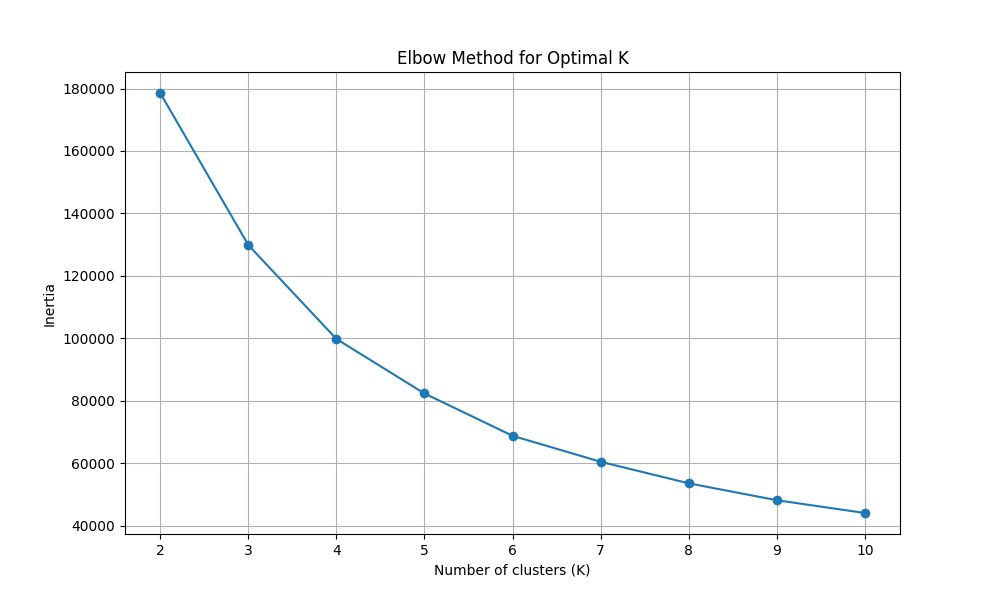 Elbow Method for Optimal K
180000
160000
140000
120000
100000
80000
60000
40000
Inertia
2 3 4 5 6 7 8 9 10
Number of clusters (K)